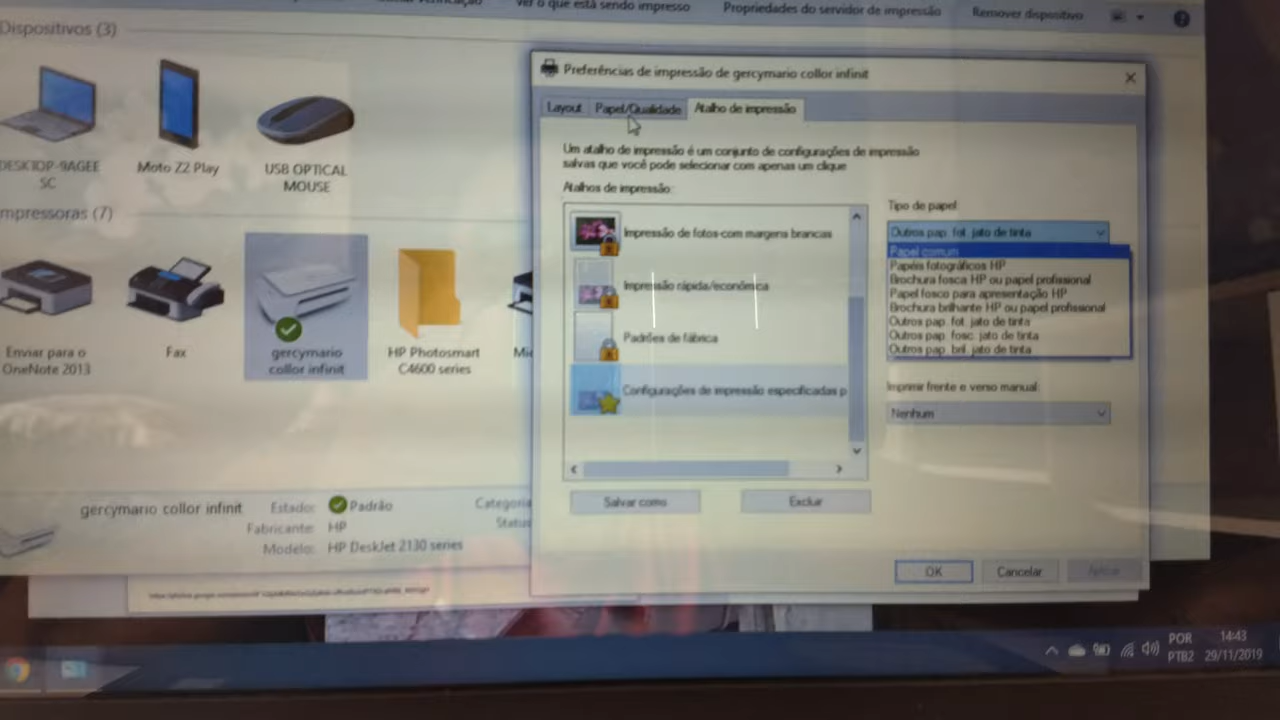 Ver o que está sendo impresso
Propriedades do servidor de impressão
Remover dispositivo
Dispositivos (3)
DESKTOP-9AGEE
SC
Moto Z2 Play
USB OPTICAL
MOUSE
mpressoras (7)
Enviar para o
OneNote 2013
Fax
gercymario
collor infinit
HP Photosmart
C4600 series
Mi
gercymario collor infinit
Estado:
Padrão
Fabricante:
HP
Modelo:
HP DeskJet 2130 series
Categoria
Status
Preferências de impressão de gercymario collor infinit
Layout
Papel/Qualidade
Atalho de impressão
Um atalho de impressão é um conjunto de configurações de impressão
salvas que você pode selecionar com apenas um clique
Atalhos de impressão:
Impressão de fotos-com margens brancas
Impressão rápida/econômica
Padrões de fábrica
Configurações de impressão especificadas p
Salvar como
Excluir
Tipo de papel:
Outros pap. fot. jato de tinta
Papel comum
Papéis fotográficos HP
Brochura fosca HP ou papel profissional
Papel fosco para apresentação HP
Brochura brilhante HP ou papel profissional
Outros pap. fot. jato de tinta
Outros pap. fosc. jato de tinta
Outros pap. bril. jato de tinta
Imprimir frente e verso manual:
Nenhum
OK
Cancelar
Aplicar
POR
PTB2
14:43
29/11/2019